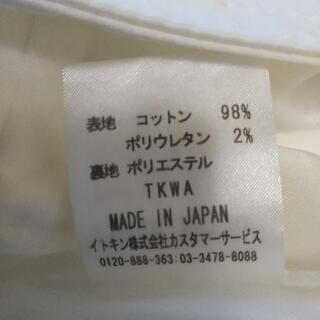 表地 コットン 98%
ポリウレタン 2%
裏地 ポリエステル
TKWA
MADE IN JAPAN
イトキン株式会社カスタマーサービス
0120-888-363:03-3478-8088